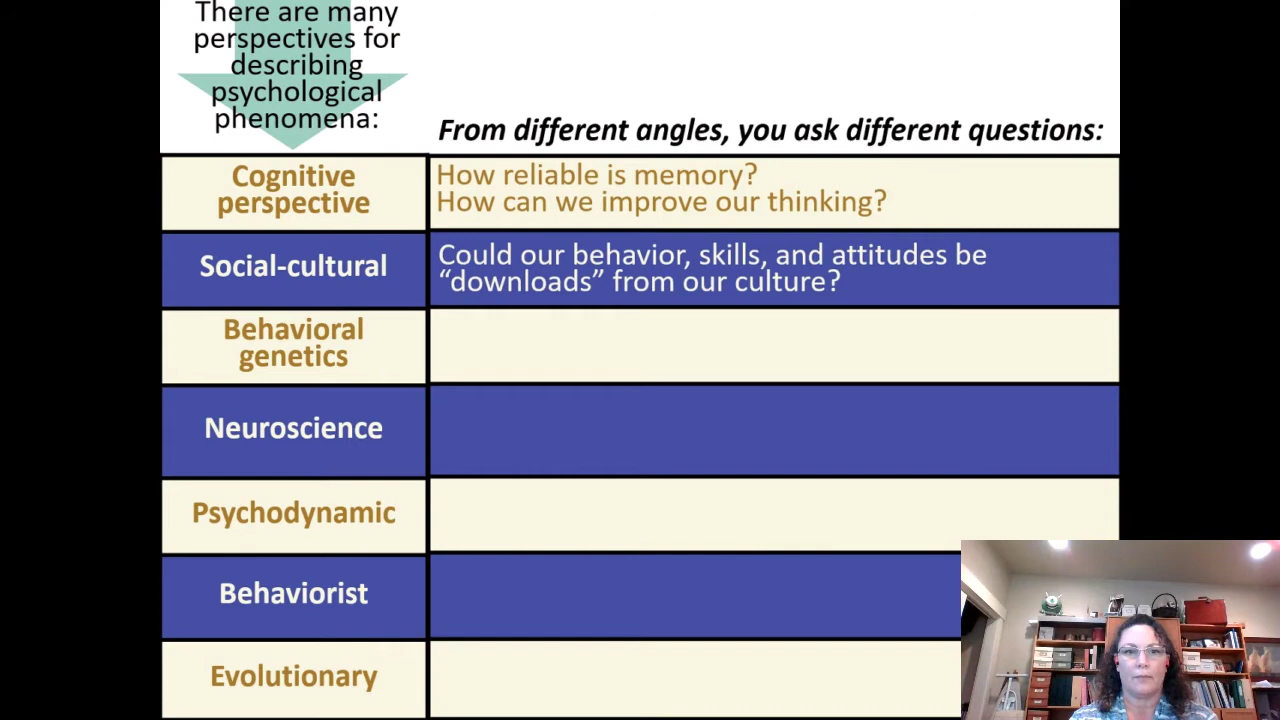 There are many
perspectives for
describing
psychological
phenomena:
From different angles, you ask different questions:
Cognitive
perspective
How reliable is memory?
How can we improve our thinking?
Social-cultural
Could our behavior, skills, and attitudes be
“downloads” from our culture?
Behavioral
genetics
Neuroscience
Psychodynamic
Behaviorist
Evolutionary